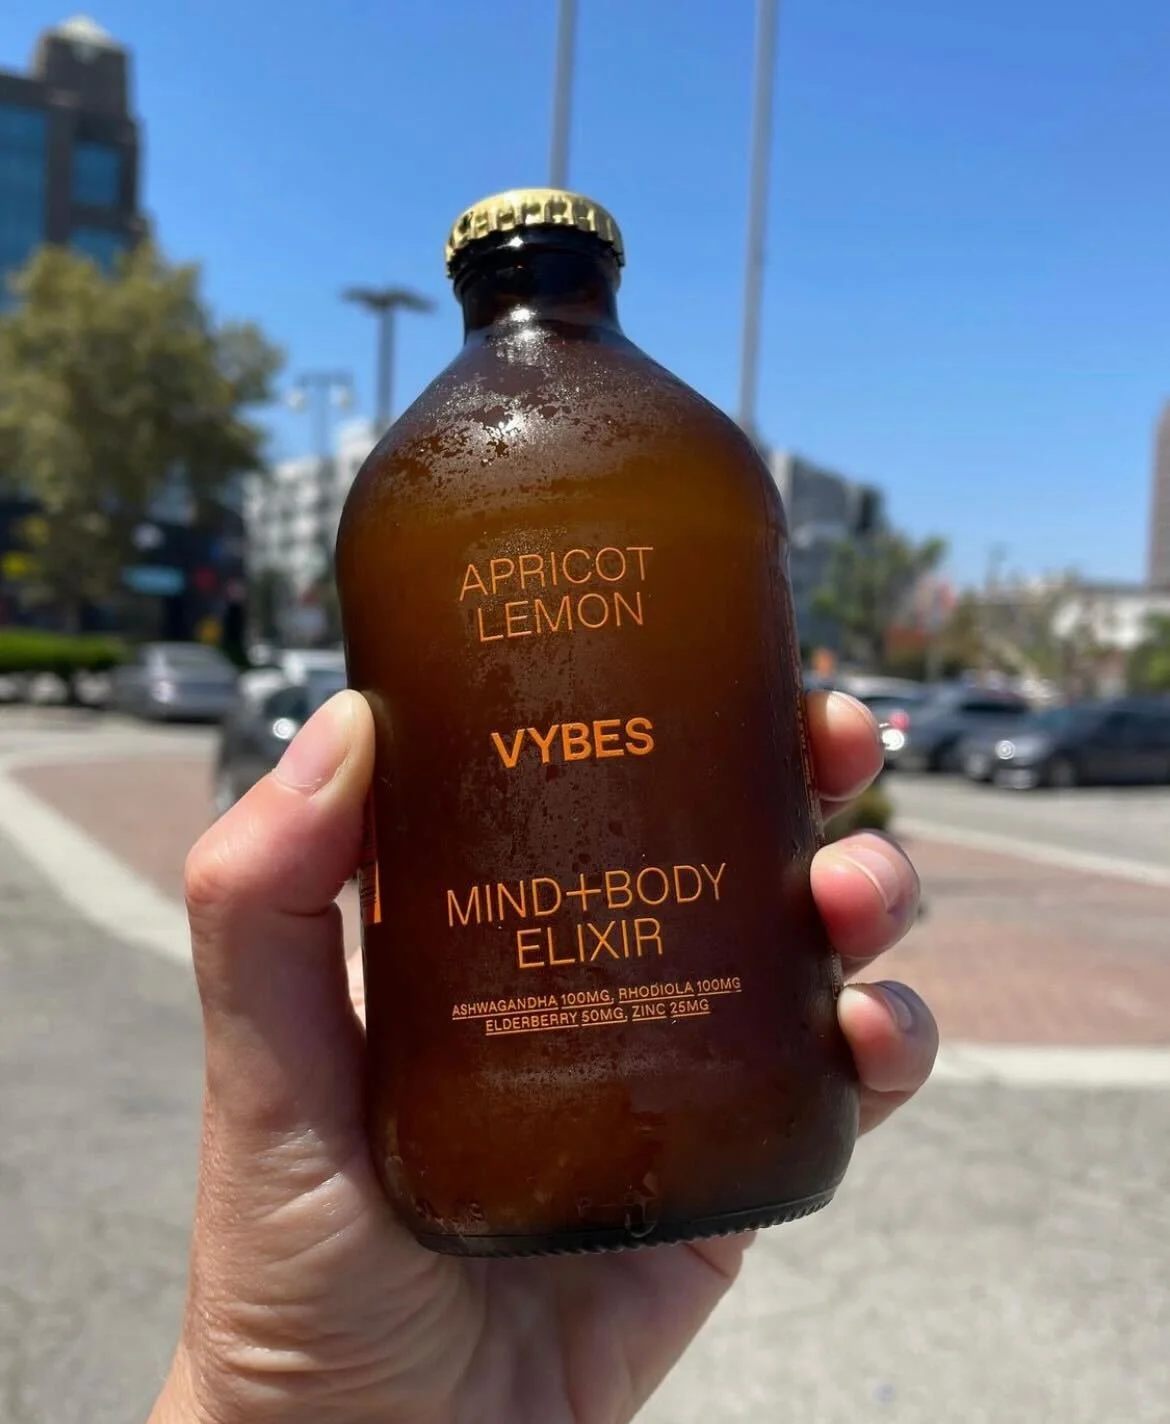 APRICOT
LEMON
VYBES
MIND+BODY
ELIXIR
ASHWAGANDHA 100MG, RHODIOLA 100MG
ELDERBERRY 50MG, ZINC 25MG